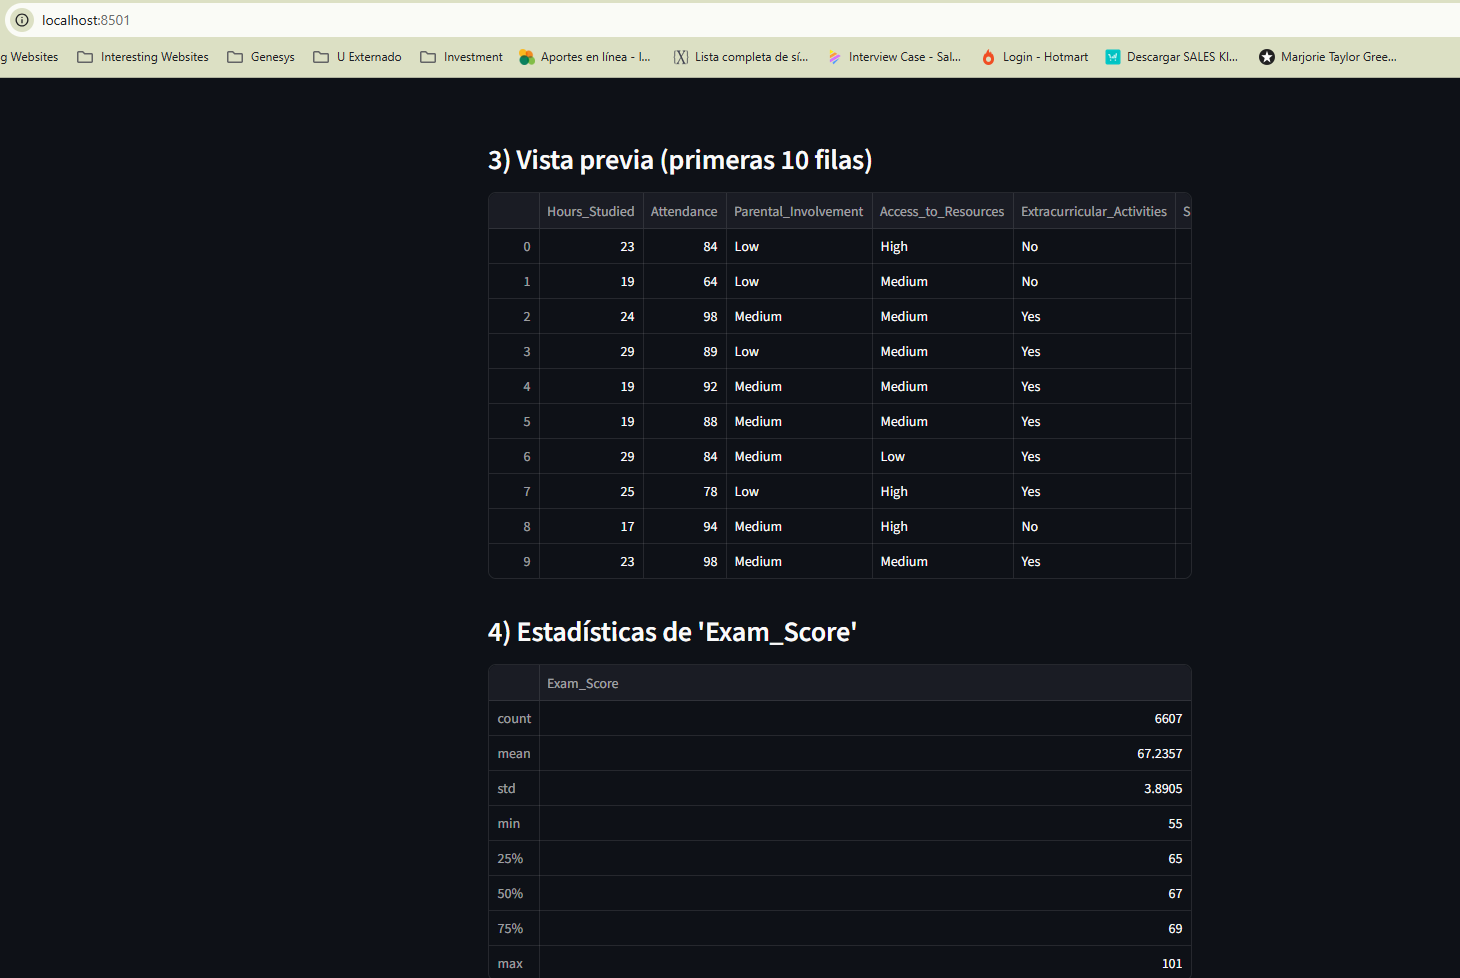 localhost:8501
g Websites Interesting Websites Genesys U Externado Investment Aportes en línea - I... Lista completa de sí... Interview Case - Sal... Login - Hotmart Descargar SALES KI... Marjorie Taylor Gree...
3) Vista previa (primeras 10 filas)
Hours_Studied Attendance Parental_Involvement Access_to_Resources Extracurricular_Activities S
0 23 84 Low High No
1 19 64 Low Medium No
2 24 98 Medium Medium Yes
3 29 89 Low Medium Yes
4 19 92 Medium Medium Yes
5 19 88 Medium Medium Yes
6 29 84 Medium Low Yes
7 25 78 Low High Yes
8 17 94 Medium High No
9 23 98 Medium Medium Yes
4) Estadísticas de 'Exam_Score'
Exam_Score
count 6607
mean 67.2357
std 3.8905
min 55
25% 65
50% 67
75% 69
max 101